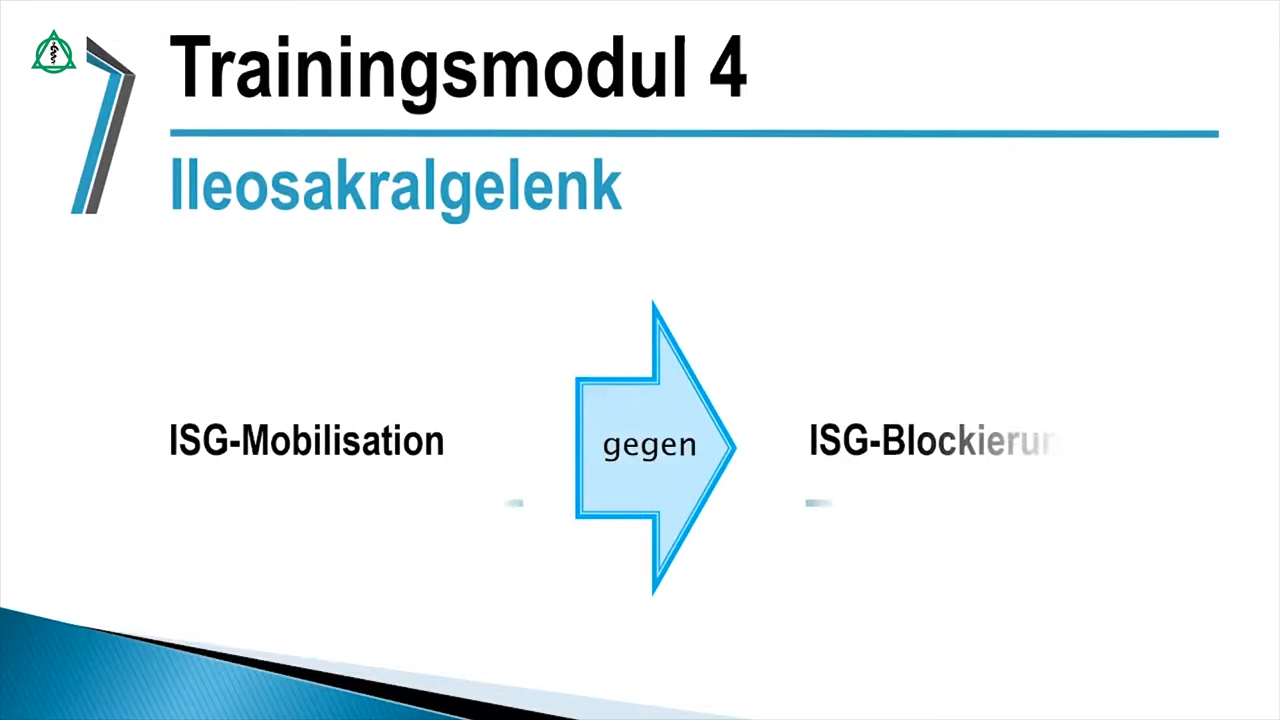 Trainingsmodul 4
Ileosakralgelenk
ISG-Mobilisation
gegen
ISG-Blockierun